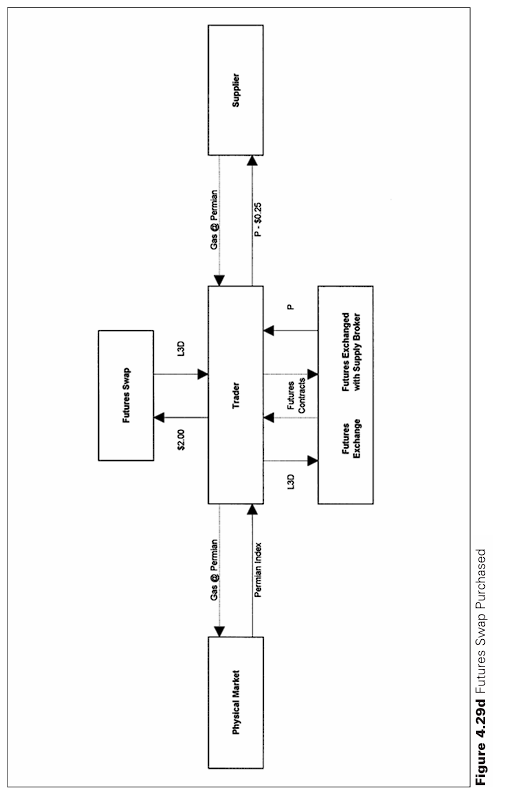 Futures Swap
$2.00
L3D
Physical Market
Gas @ Permian
Permian Index
Trader
Gas @ Permian
P - $0.25
Supplier
L3D
Futures
Contracts
P
Futures
Exchange
Futures Exchanged
with Supply Broker
Figure 4.29d Futures Swap Purchased